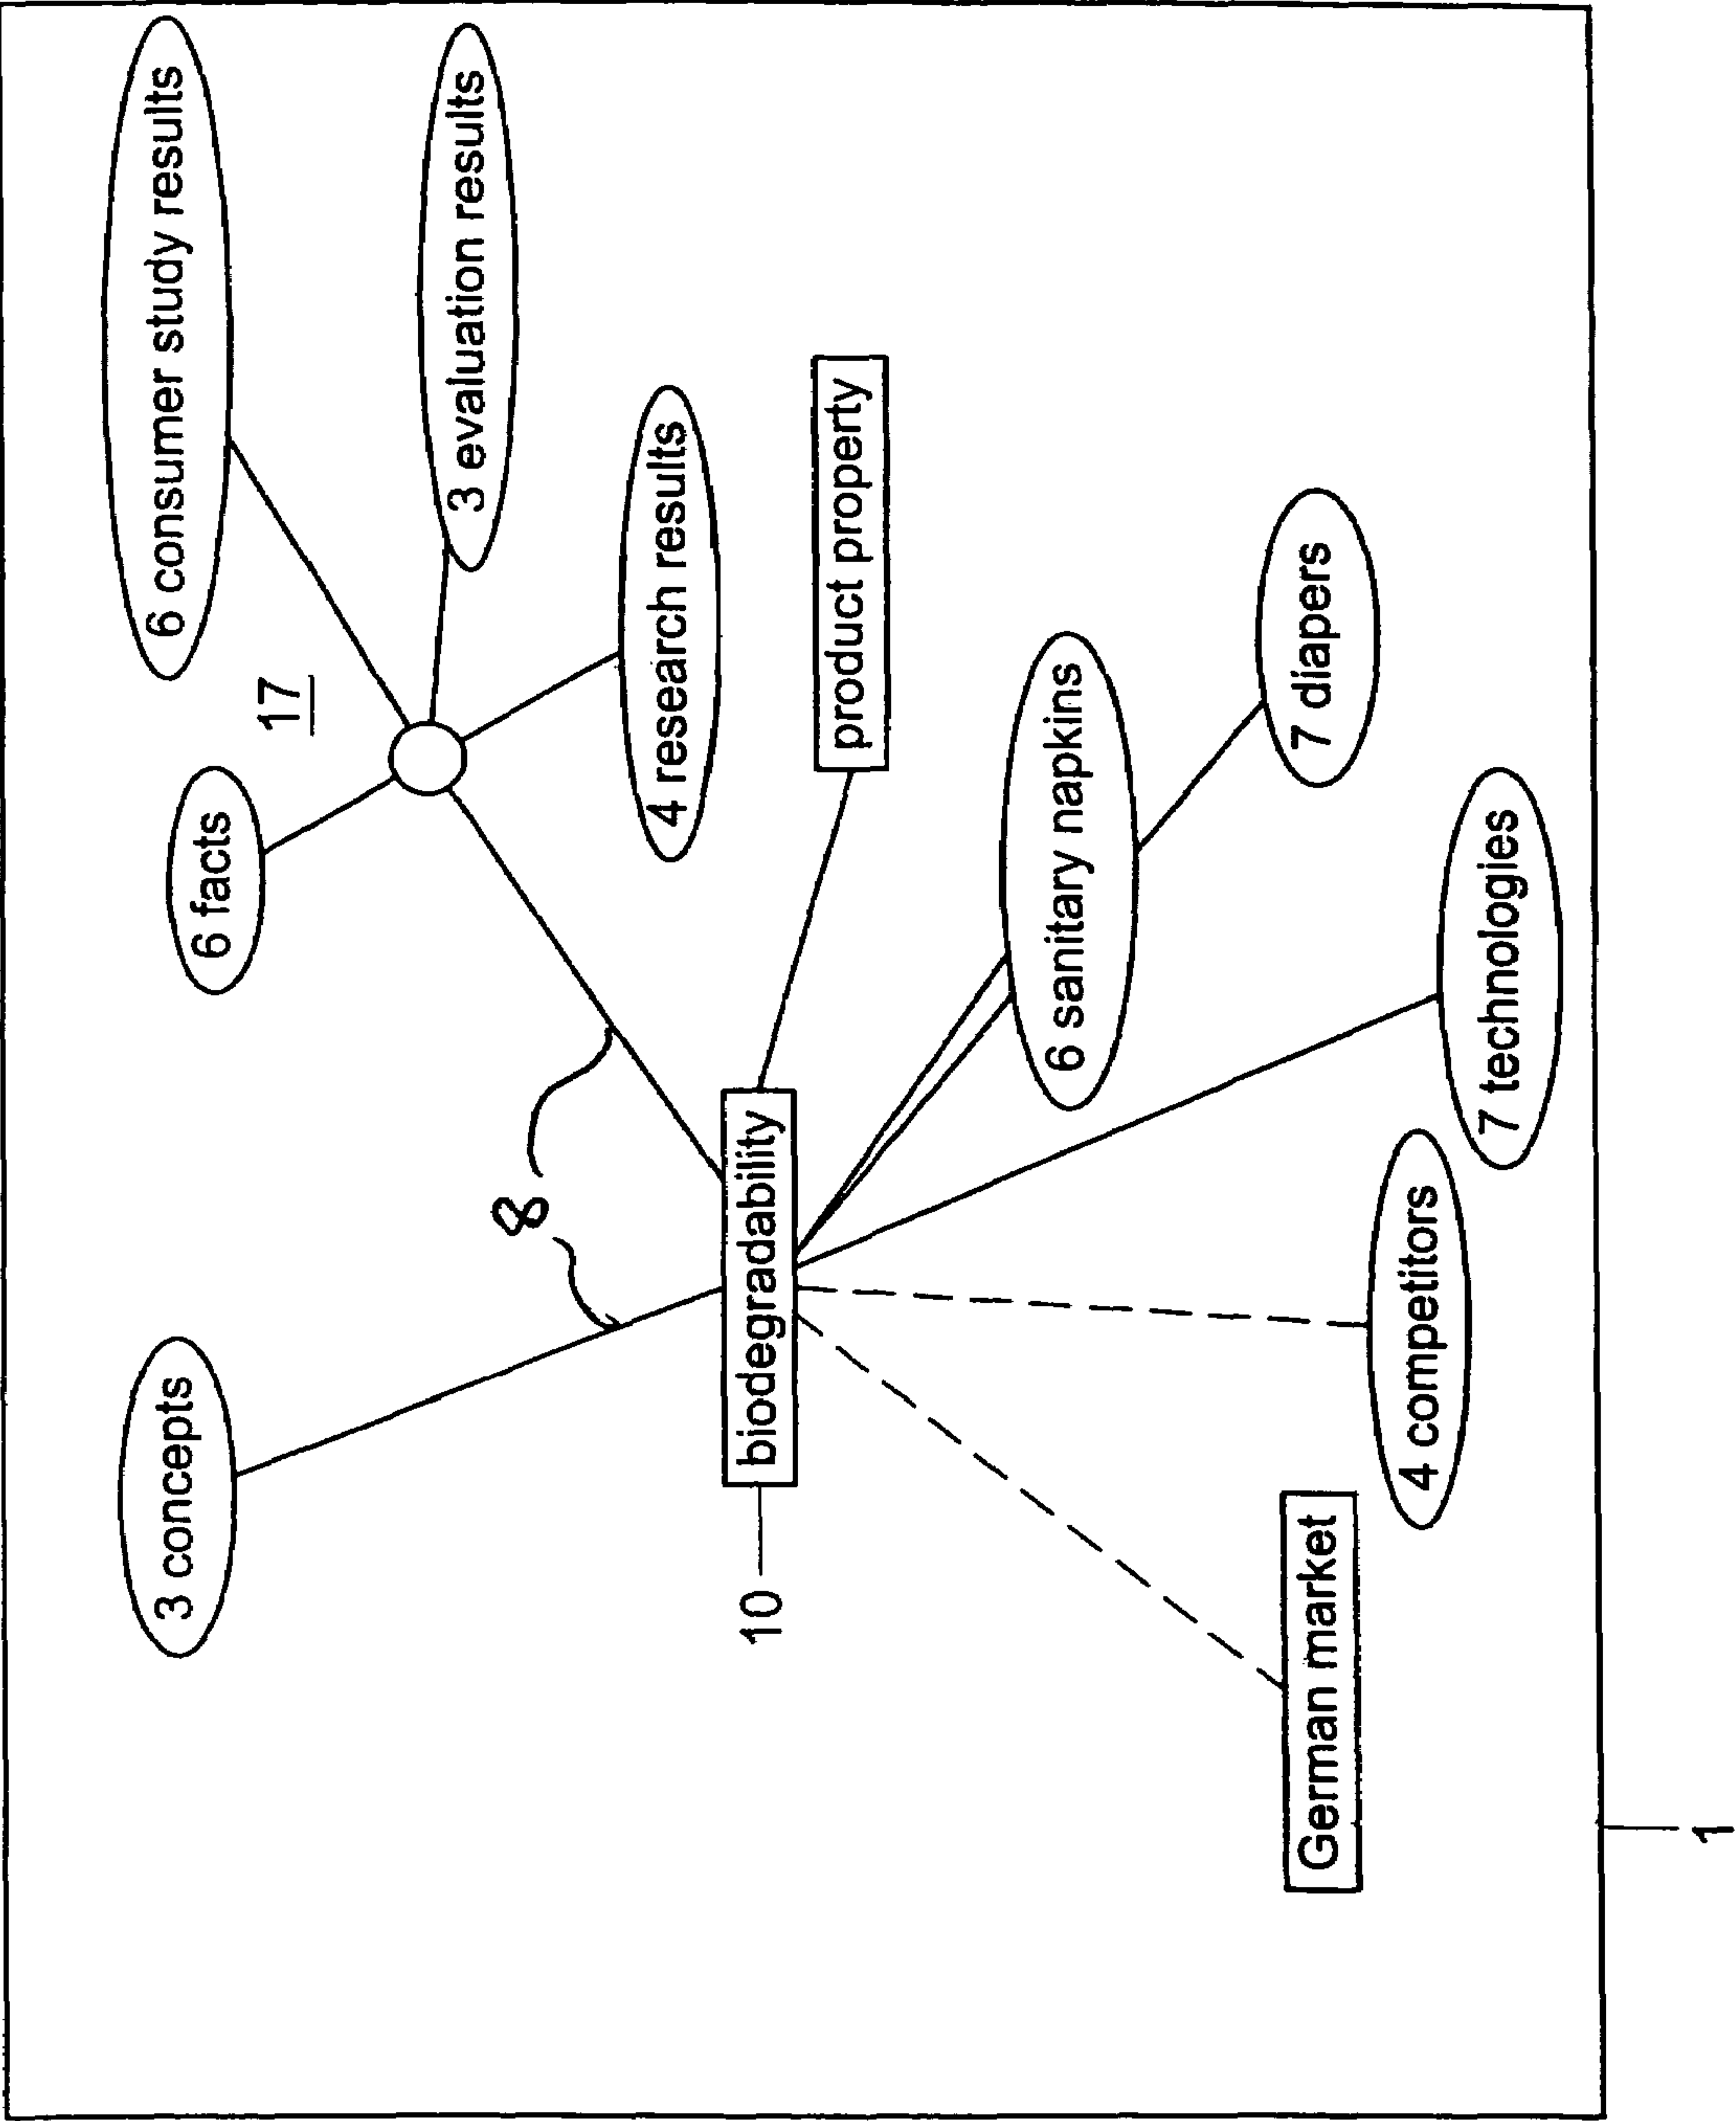 3 concepts
6 facts
6 consumer study results
17
3 evaluation results
8
4 research results
10
biodegradability
product property
6 sanitary napkins
German market
7 diapers
4 competitors
7 technologies
1